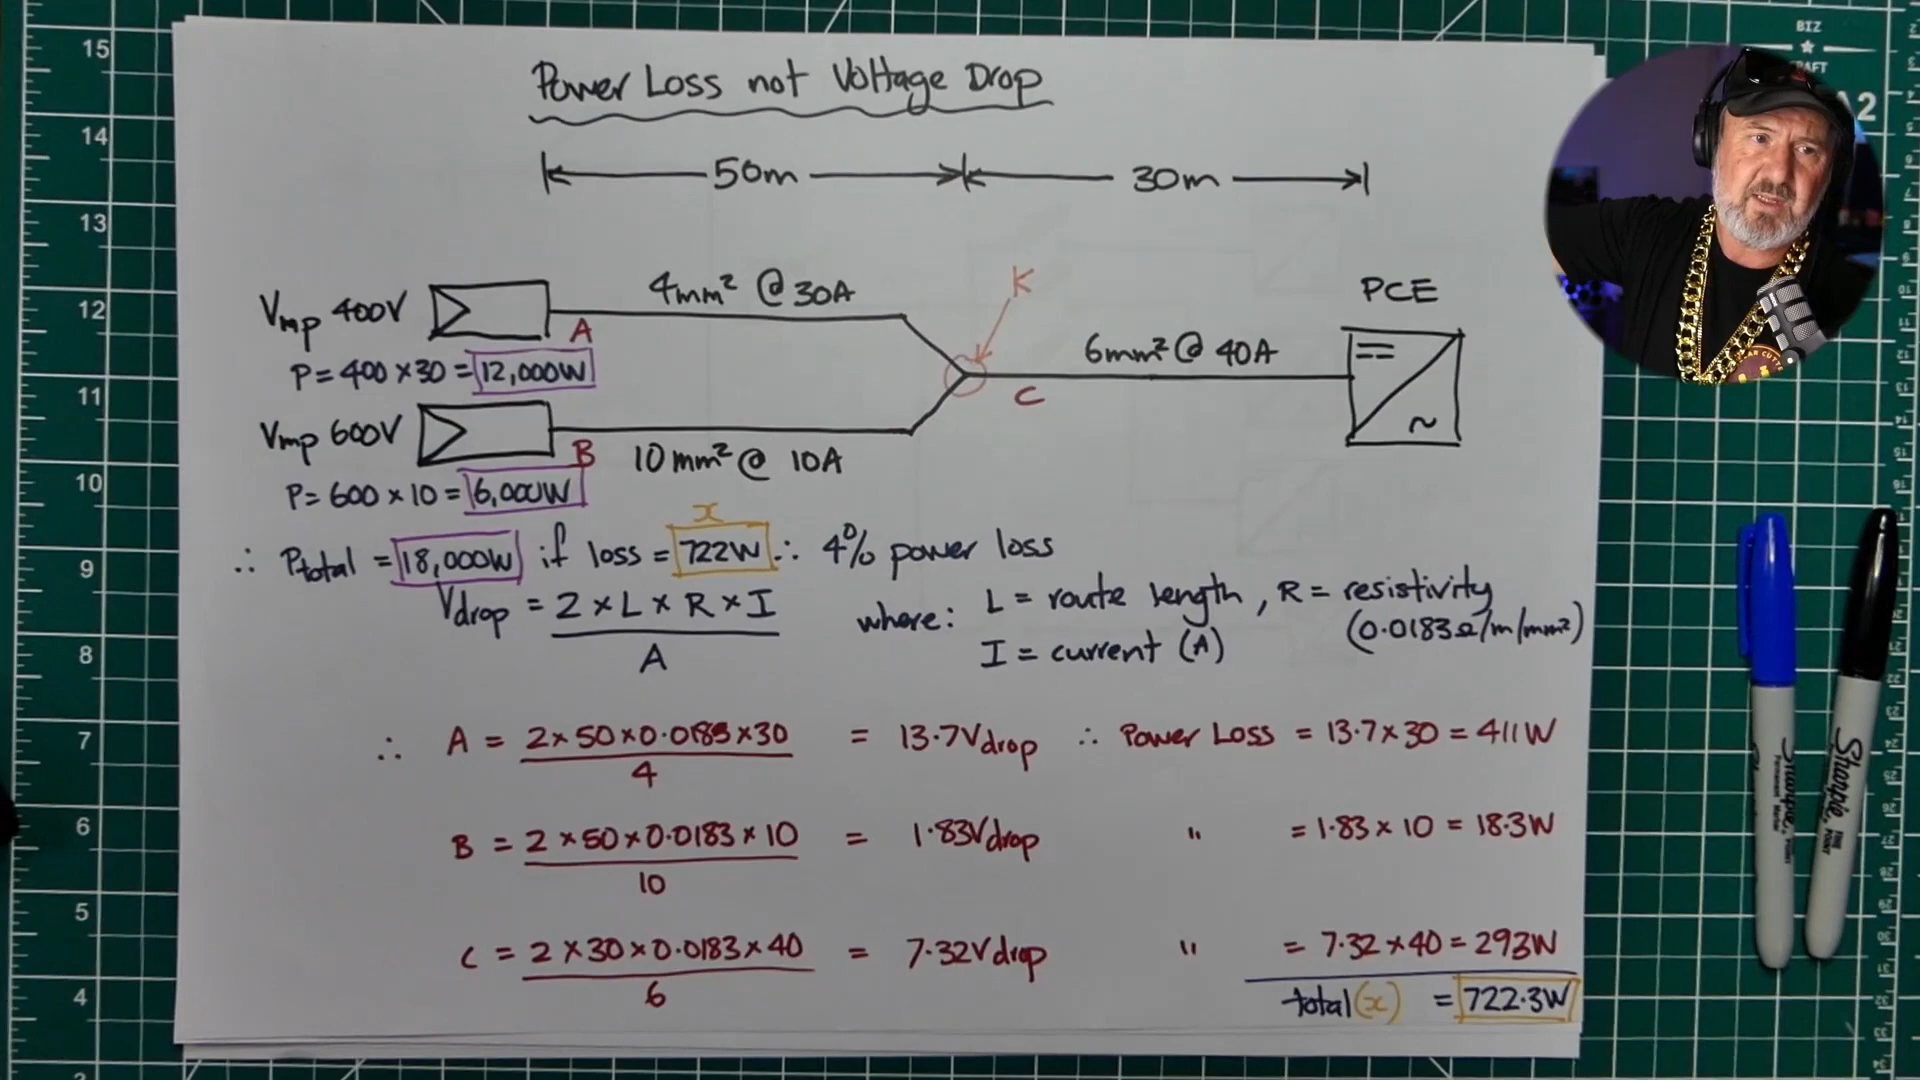 Power Loss not Voltage Drop
50m
30m
Vmp 400V
4mm² @ 30A
K
PCE
A
6mm² @ 40A
P = 400 × 30 = 12,000W
C
Vmp 600V
B
10mm² @ 10A
P = 600 × 10 = 6,000W
x
∴ Ptotal = 18,000W if loss = 722W ∴ 4% power loss
Vdrop = 2 × L × R × I
A
where: L = route length, R = resistivity
(0.0183Ω/m/mm²)
I = current (A)
∴ A = 2 × 50 × 0.0183 × 30 = 13.7Vdrop ∴ Power Loss = 13.7 × 30 = 411W
4
B = 2 × 50 × 0.0183 × 10 = 1.83Vdrop " = 1.83 × 10 = 18.3W
10
C = 2 × 30 × 0.0183 × 40 = 7.32Vdrop " = 7.32 × 40 = 293W
6
total (x) = 722.3W
15
14
13
12
11
10
9
8
7
6
5
4
BIZ
A2
Sharpie
Sharpie